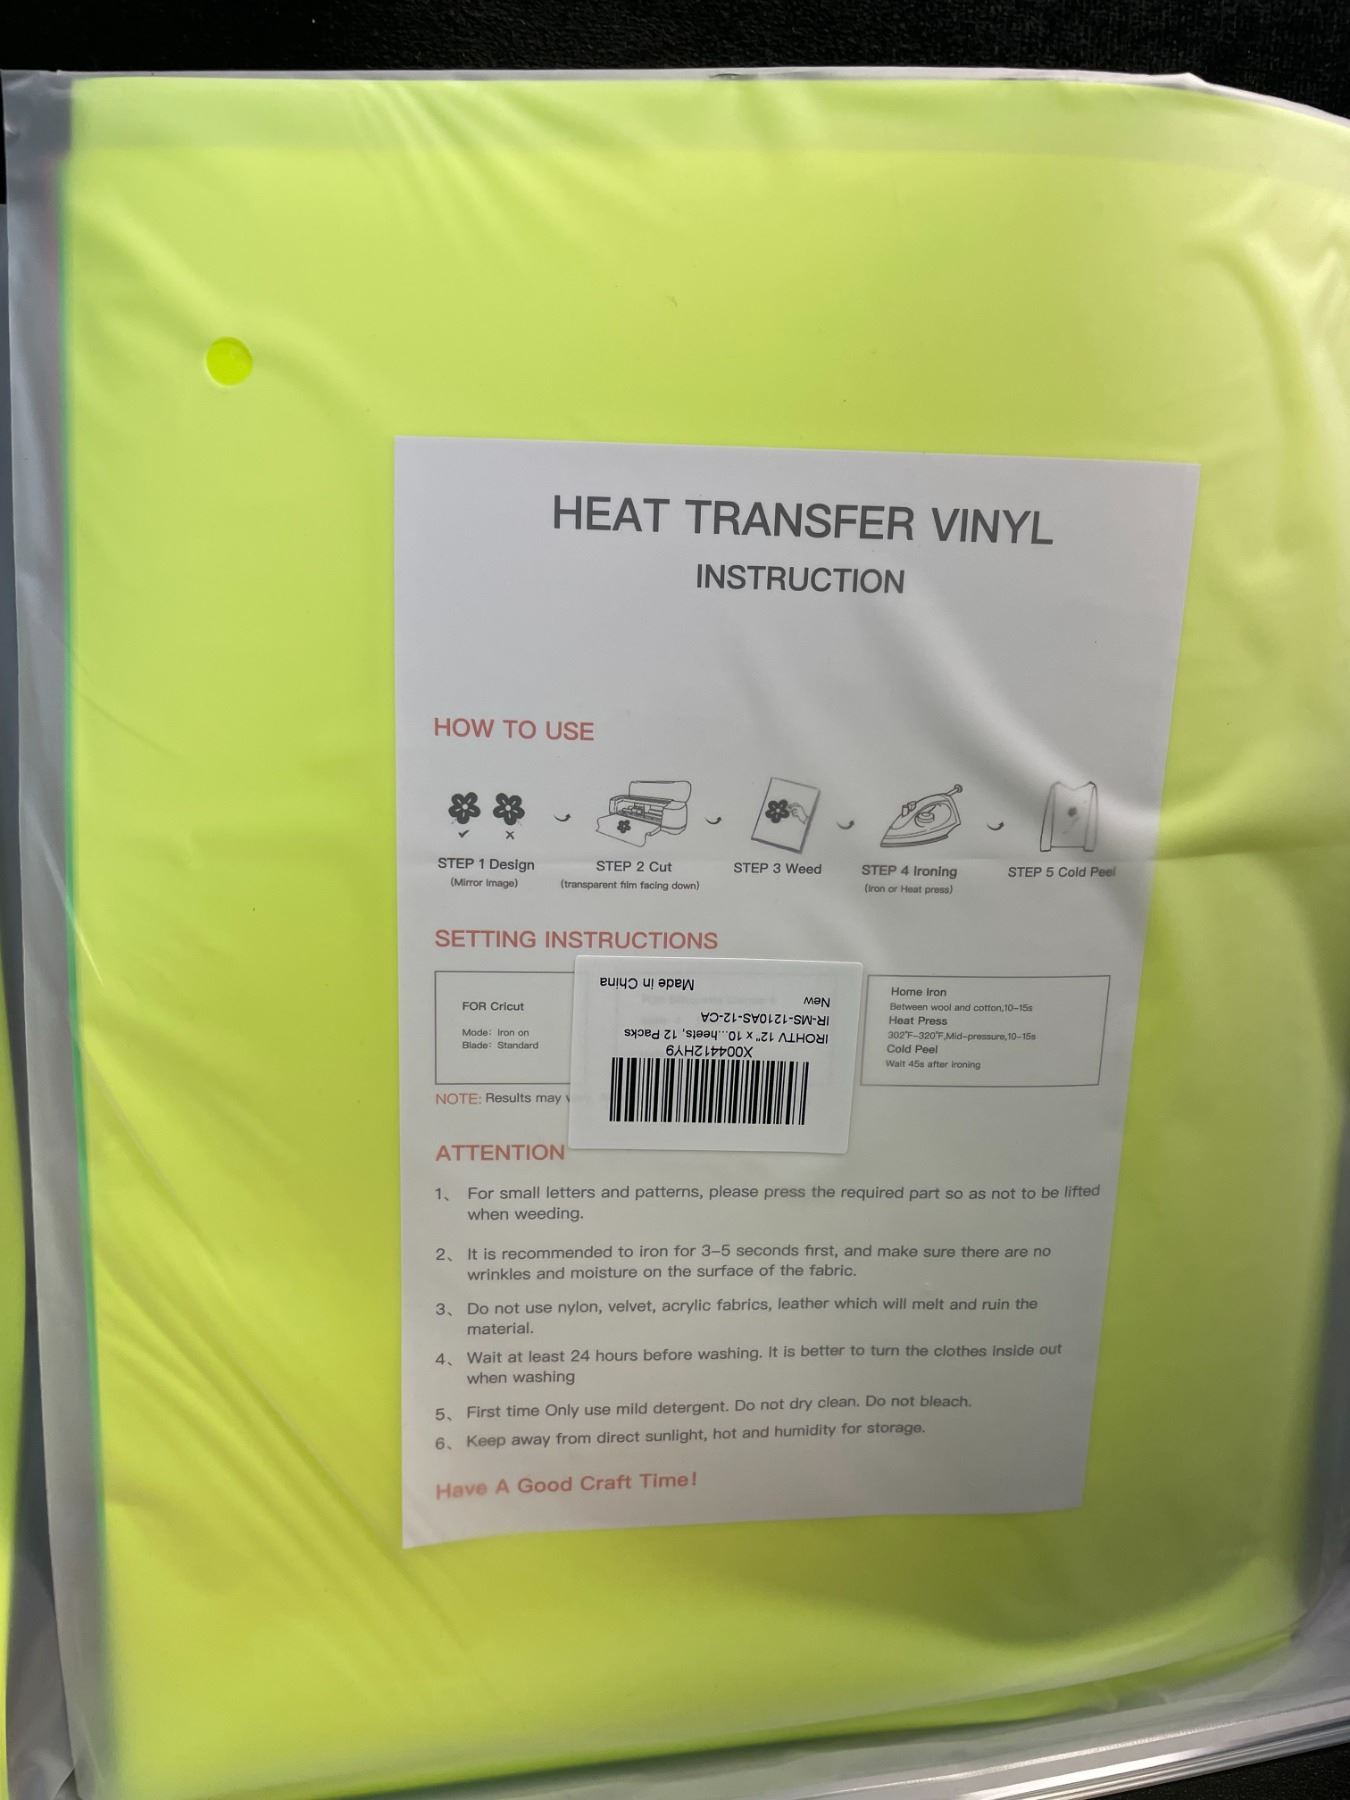 HEAT TRANSFER VINYL
INSTRUCTION
HOW TO USE
STEP 1 Design
(Mirror Image)
STEP 2 Cut
(transparent film facing down)
STEP 3 Weed
STEP 4 Ironing
(Iron or Heat press)
STEP 5 Cold Peel
SETTING INSTRUCTIONS
FOR Cricut
Mode: Iron on
Blade: Standard
Made in China
New
IR-MS-1210AS-12-CA
IROHTV 12" x 10...heets, 12 Packs
X004412HY9
Home Iron
Between wool and cotton,10-15s
Heat Press
302°F-320°F,Mid-pressure,10-15s
Cold Peel
Wait 45s after ironing
NOTE: Results may
ATTENTION
1、 For small letters and patterns, please press the required part so as not to be lifted
when weeding.
2、 It is recommended to iron for 3-5 seconds first, and make sure there are no
wrinkles and moisture on the surface of the fabric.
3、 Do not use nylon, velvet, acrylic fabrics, leather which will melt and ruin the
material.
4、 Wait at least 24 hours before washing. It is better to turn the clothes inside out
when washing
5、 First time Only use mild detergent. Do not dry clean. Do not bleach.
6、 Keep away from direct sunlight, hot and humidity for storage.
Have A Good Craft Time!